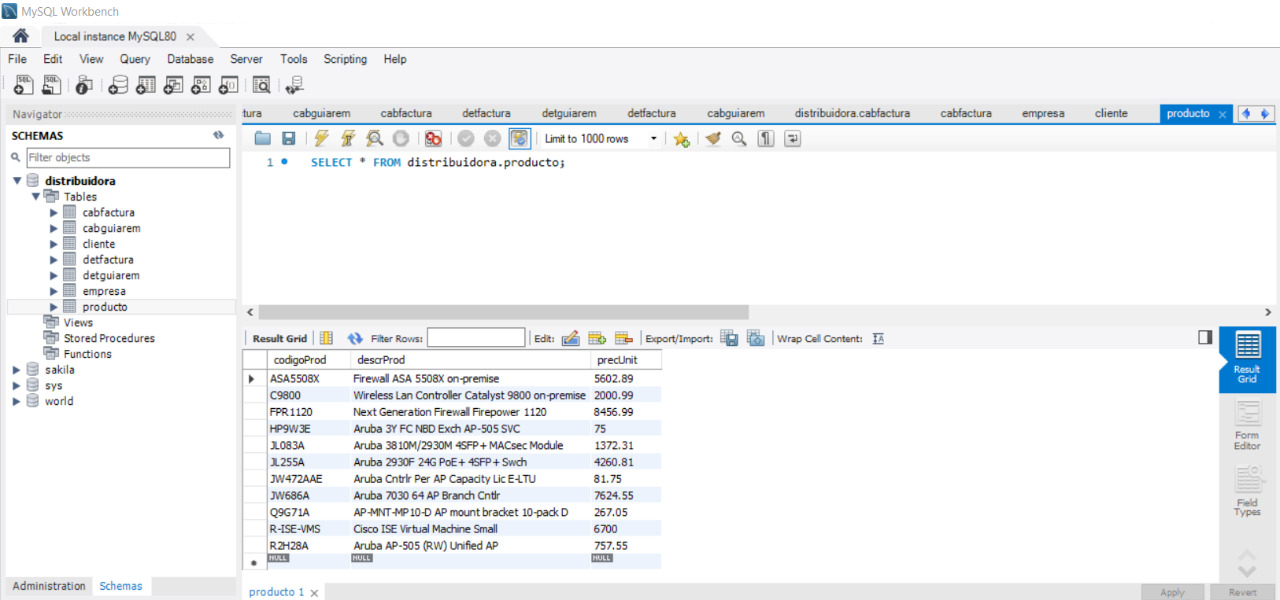 MySQL Workbench
Local instance MySQL80
File Edit View Query Database Server Tools Scripting Help
Navigator
SCHEMAS
Filter objects
distribuidora
Tables
cabfactura
cabguiarem
cliente
detfactura
detguiarem
empresa
producto
Views
Stored Procedures
Functions
sakila
sys
world
Administration Schemas
tura cabguiarem cabfactura detfactura detguiarem detfactura cabguiarem distribuidora.cabfactura cabfactura empresa cliente producto
Limit to 1000 rows
1 SELECT * FROM distribuidora.producto;
Result Grid Filter Rows: Edit: Export/Import: Wrap Cell Content:
codigoProd descrProd precUnit
ASA5508X Firewall ASA 5508X on-premise 5602.89
C9800 Wireless Lan Controller Catalyst 9800 on-premise 2000.99
FPR1120 Next Generation Firewall Firepower 1120 8456.99
HP9W3E Aruba 3Y FC NBD Exch AP-505 SVC 75
JL083A Aruba 3810M/2930M 4SFP+ MACsec Module 1372.31
JL255A Aruba 2930F 24G PoE+ 4SFP+ Swch 4260.81
JW472AAE Aruba Cntrlr Per AP Capacity Lic E-LTU 81.75
JW686A Aruba 7030 64 AP Branch Cntlr 7624.55
Q9G71A AP-MNT-MP10-D AP mount bracket 10-pack D 267.05
R-ISE-VMS Cisco ISE Virtual Machine Small 6700
R2H28A Aruba AP-505 (RW) Unified AP 757.55
NULL NULL NULL
Result
Grid
Form
Editor
Field
Types
producto 1
Apply Revert